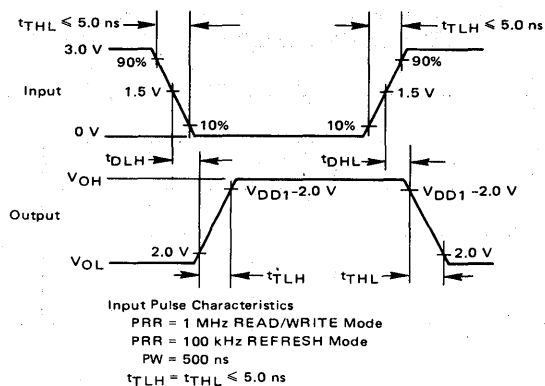 tTHL ≤ 5.0 ns
tTLH ≤ 5.0 ns
3.0 V
90%
90%
Input
1.5 V
1.5 V
10%
10%
0 V
tDLH
tDHL
VOH
VDD1 -2.0 V
VDD1 -2.0 V
Output
2.0 V
2.0 V
VOL
tTLH
tTHL
Input Pulse Characteristics
PRR = 1 MHz READ/WRITE Mode
PRR = 100 kHz REFRESH Mode
PW = 500 ns
tTLH = tTHL ≤ 5.0 ns